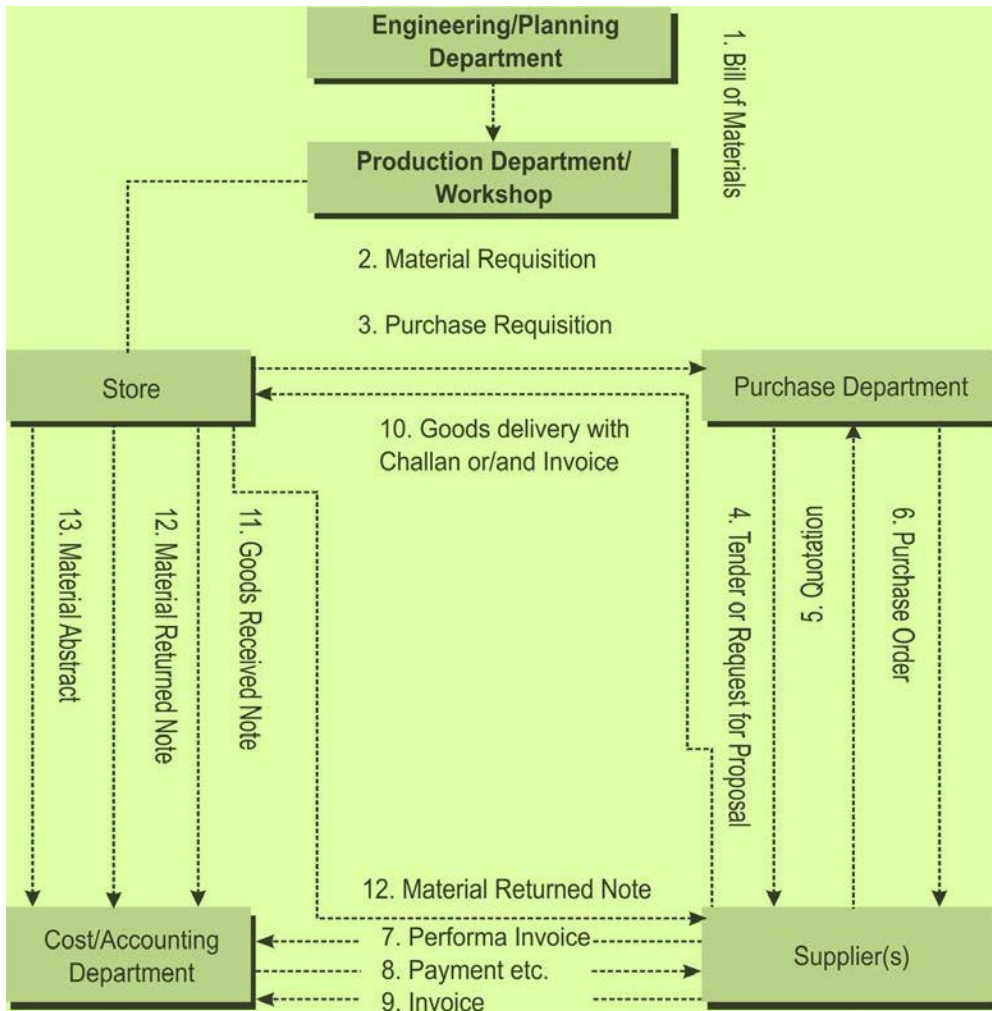 Engineering/Planning
Department
1. Bill of Materials
Production Department/
Workshop
2. Material Requisition
3. Purchase Requisition
Store
Purchase Department
10. Goods delivery with
Challan or/and Invoice
13. Material Abstract
12. Material Returned Note
11. Goods Received Note
4. Tender or Request for Proposal
5. Quotation
6. Purchase Order
12. Material Returned Note
Cost/Accounting
Department
7. Performa Invoice
8. Payment etc.
9. Invoice
Supplier(s)